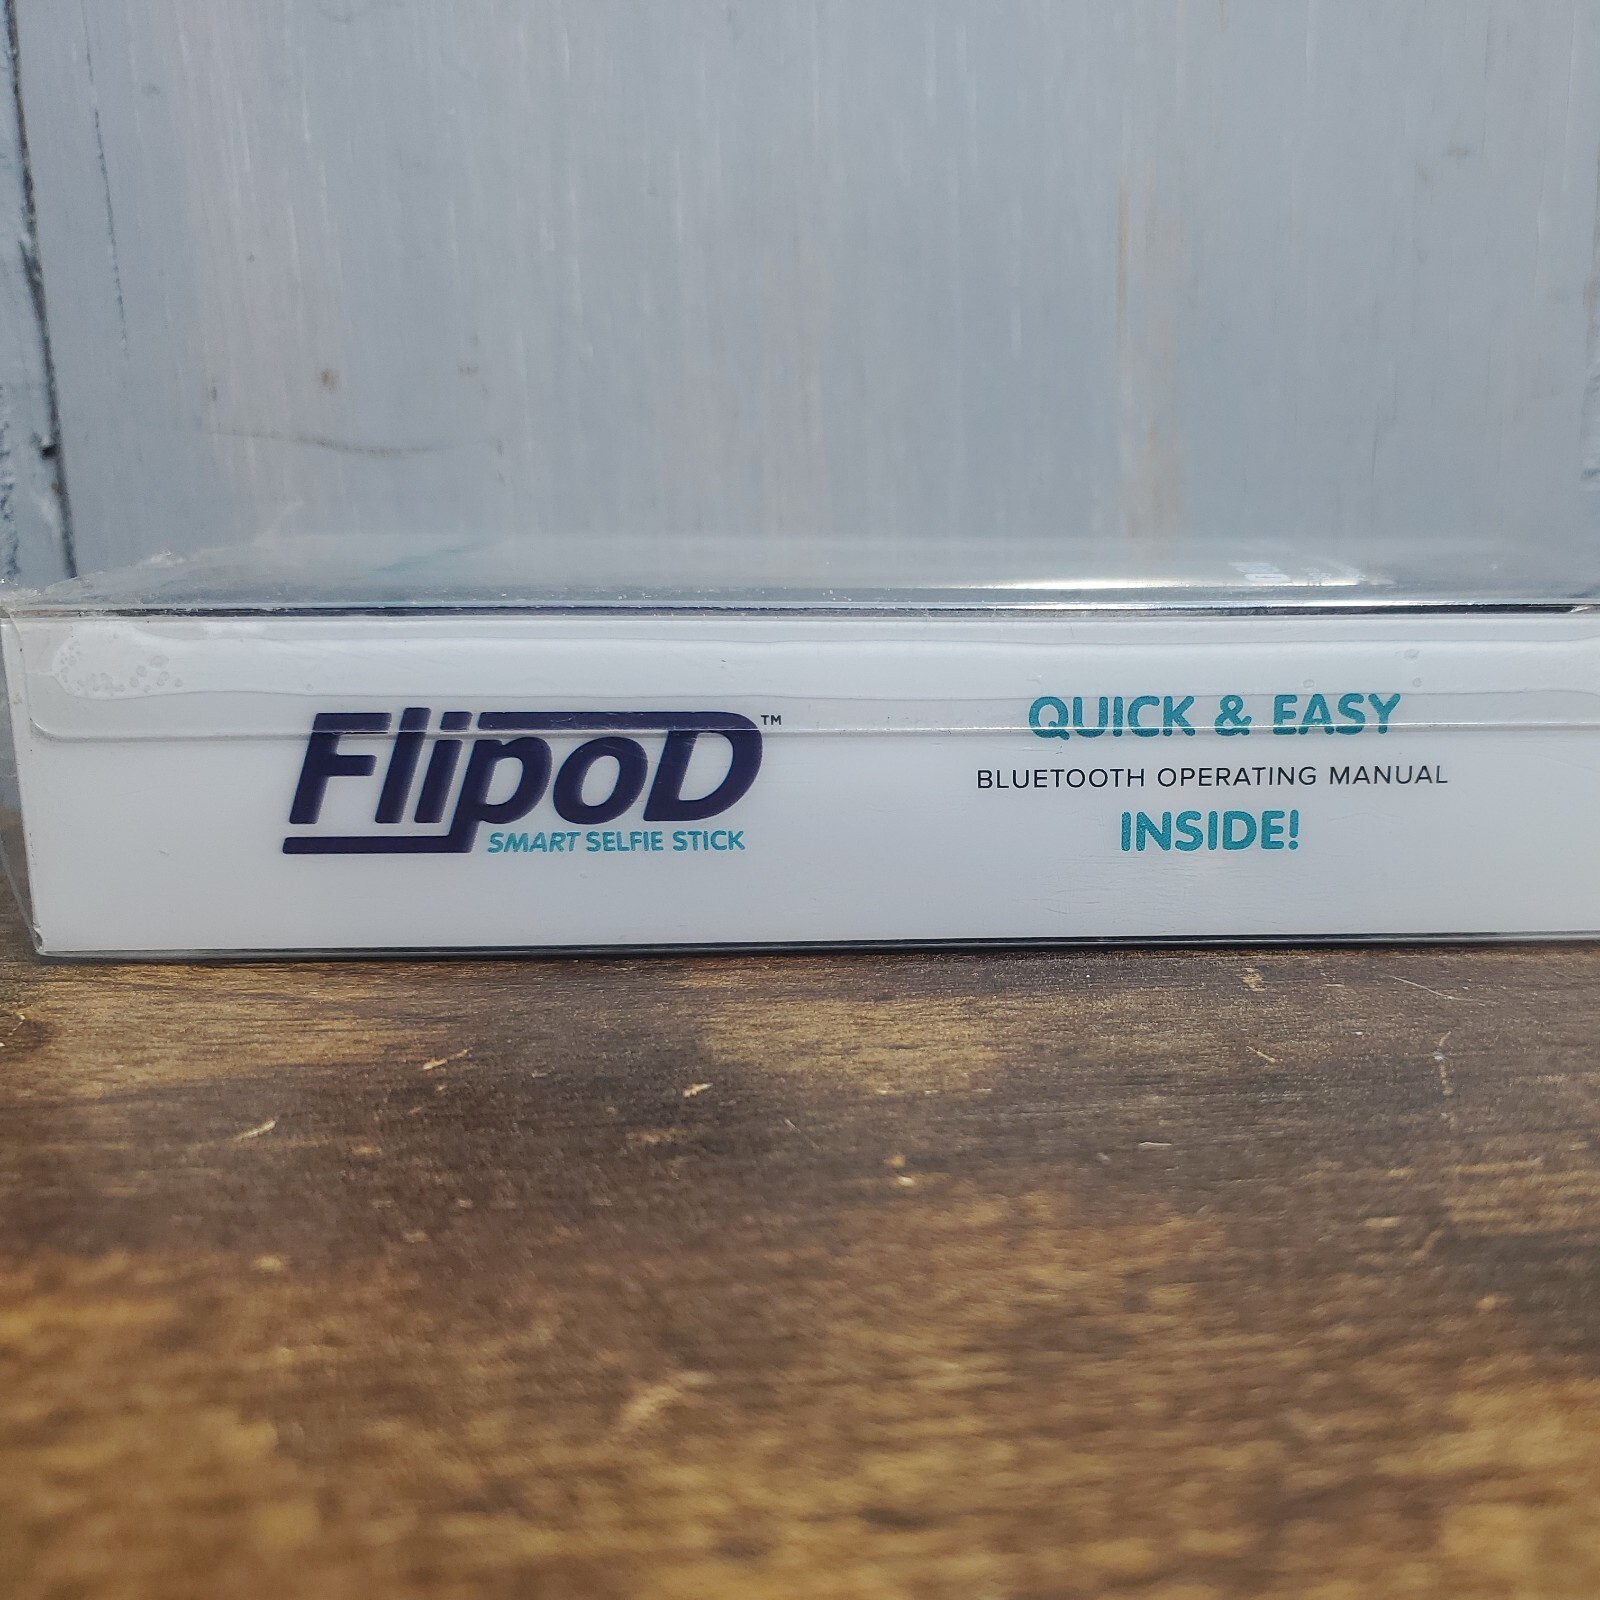 FlipoD™
SMART SELFIE STICK
QUICK & EASY
BLUETOOTH OPERATING MANUAL
INSIDE!